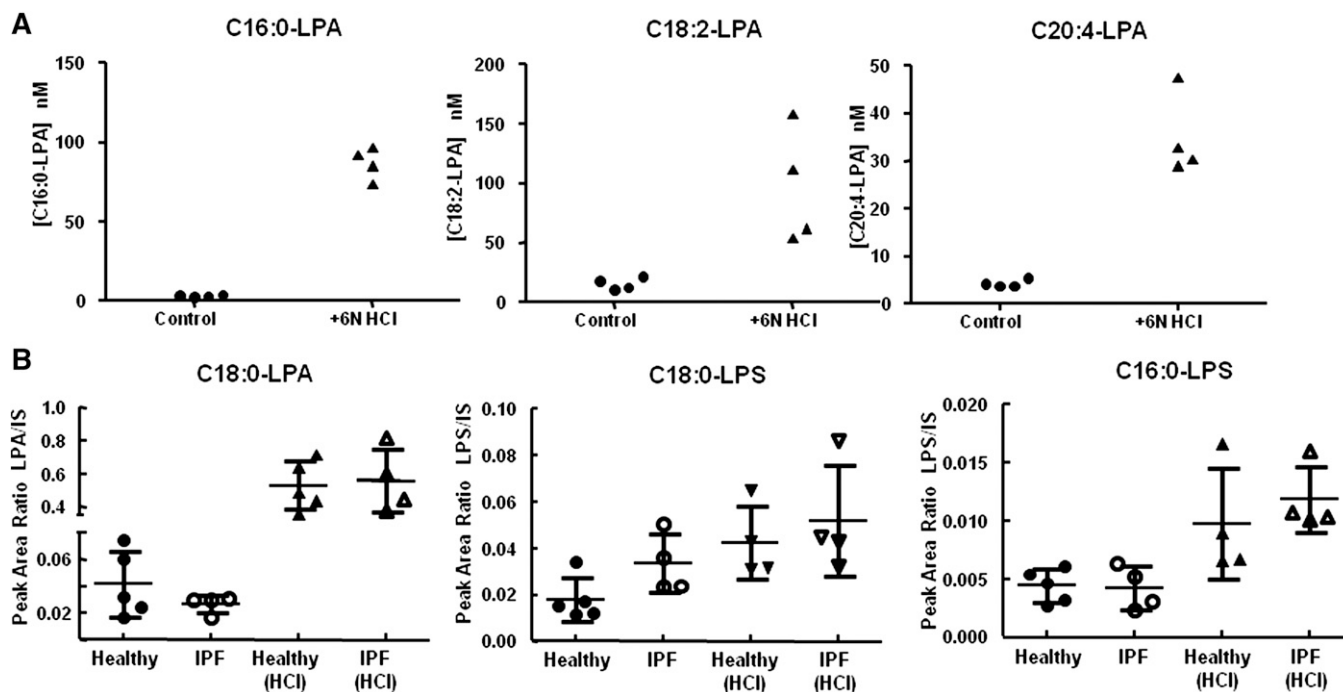 A
C16:0-LPA
C18:2-LPA
C20:4-LPA
[C16:0-LPA] nM
150
100
50
0
Control
+6N HCl
[C18:2-LPA] nM
200
150
100
50
0
Control
+6N HCl
[C20:4-LPA] nM
50
40
30
20
10
0
Control
+6N HCl
B
C18:0-LPA
C18:0-LPS
C16:0-LPS
Peak Area Ratio LPA/IS
1.0
0.8
0.6
0.4
0.06
0.02
Healthy
IPF
Healthy
(HCl)
IPF
(HCl)
Peak Area Ratio LPS/IS
0.10
0.08
0.06
0.04
0.02
0.00
Healthy
IPF
Healthy
(HCl)
IPF
(HCl)
Peak Area Ratio LPS/IS
0.020
0.015
0.010
0.005
0.000
Healthy
IPF
Healthy
(HCl)
IPF
(HCl)